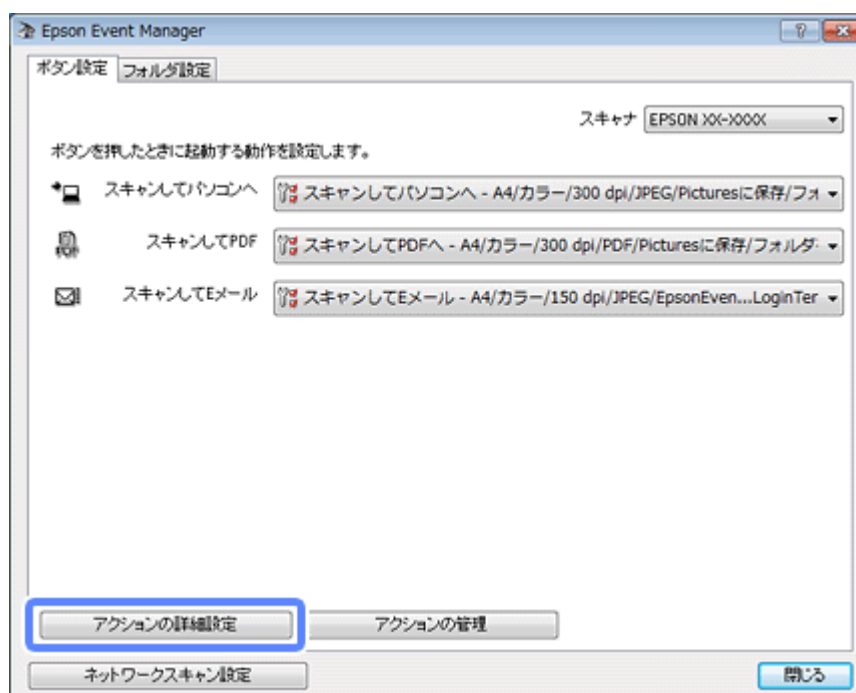 Epson Event Manager
ボタン設定 フォルダ設定
スキャナ EPSON XX-XXXX
ボタンを押したときに起動する動作を設定します。
スキャンしてパソコンへ スキャンしてパソコンへ - A4/カラー/300 dpi/JPEG/Picturesに保存/フォ
スキャンしてPDF スキャンしてPDFへ - A4/カラー/300 dpi/PDF/Picturesに保存/フォルダ
スキャンしてEメール スキャンしてEメール - A4/カラー/150 dpi/JPEG/EpsonEven...LoginTer
アクションの詳細設定 アクションの管理
ネットワークスキャン設定 閉じる